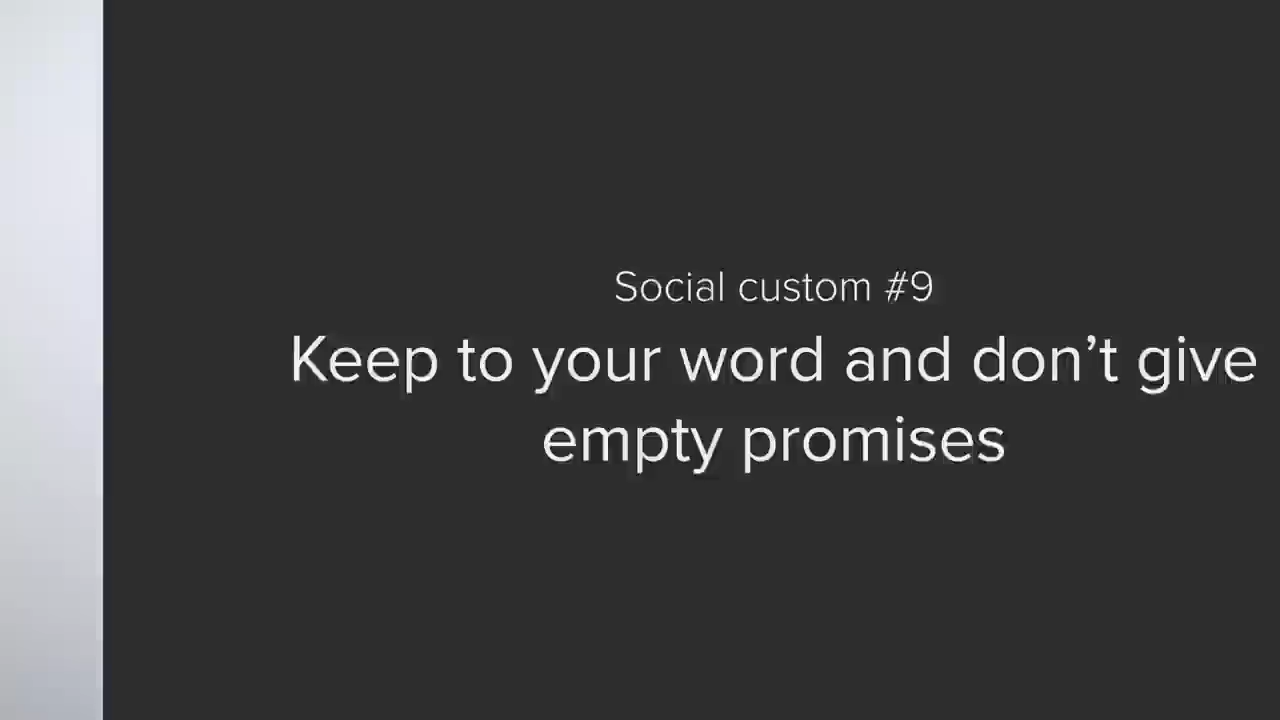 Social custom #9
Keep to your word and don’t give
empty promises